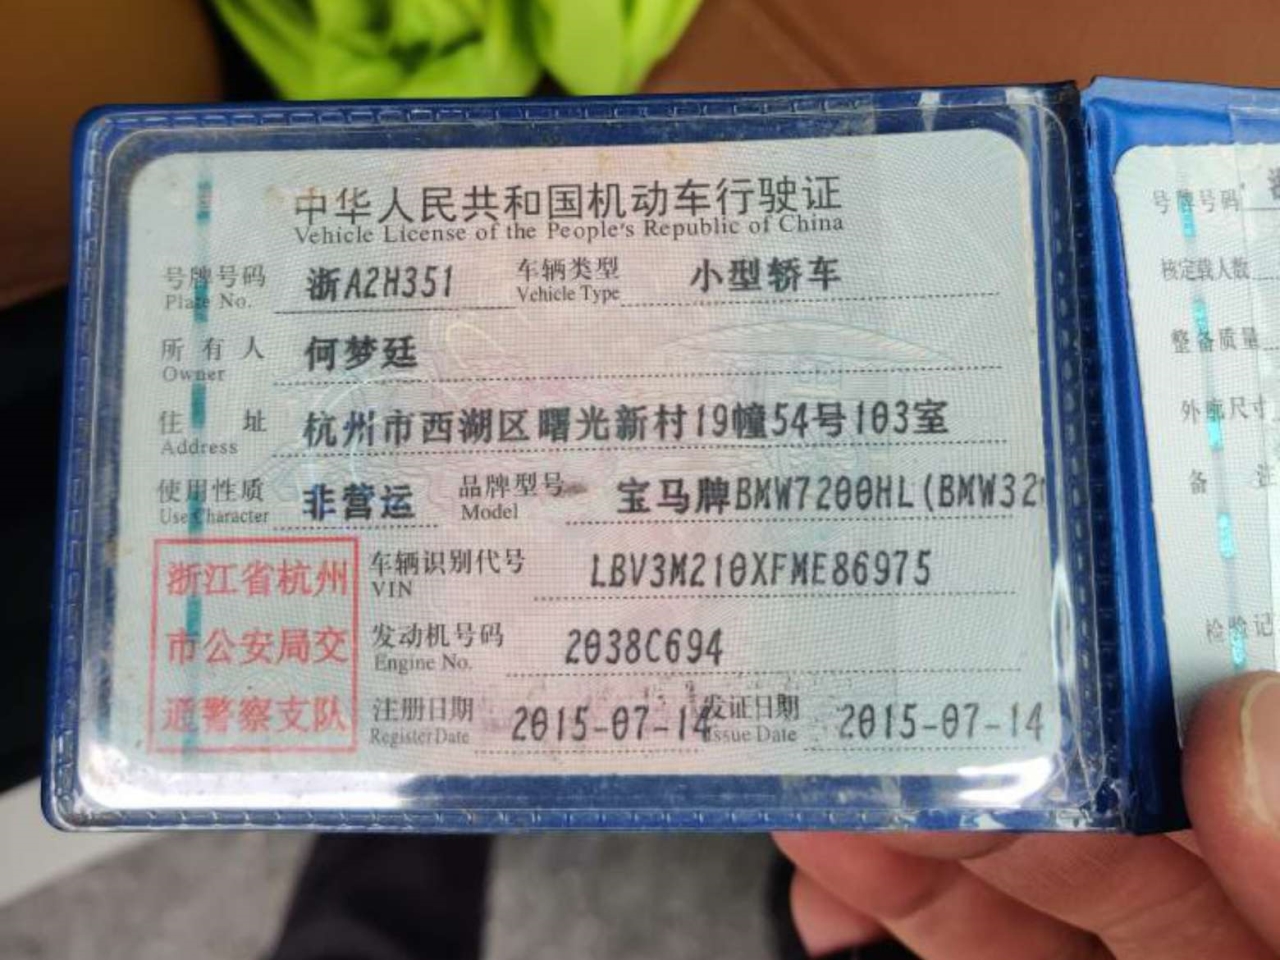 中华人民共和国机动车行驶证
Vehicle License of the People's Republic of China
号牌号码 浙A2H351 车辆类型 小型轿车
Plate No. Vehicle Type
所有人 何梦廷
Owner
住址 杭州市西湖区曙光新村19幢54号103室
Address
使用性质 非营运 品牌型号 宝马牌BMW7200HL(BMW32
Use Character Model
浙江省杭州
市公安局交
通警察支队
车辆识别代号 LBV3M210XFME86975
VIN
发动机号码 2038C694
Engine No.
注册日期 2015-07-14 发证日期 2015-07-14
Register Date Issue Date
号牌号码
核定载人数
整备质量
外廓尺寸
备注
检验记